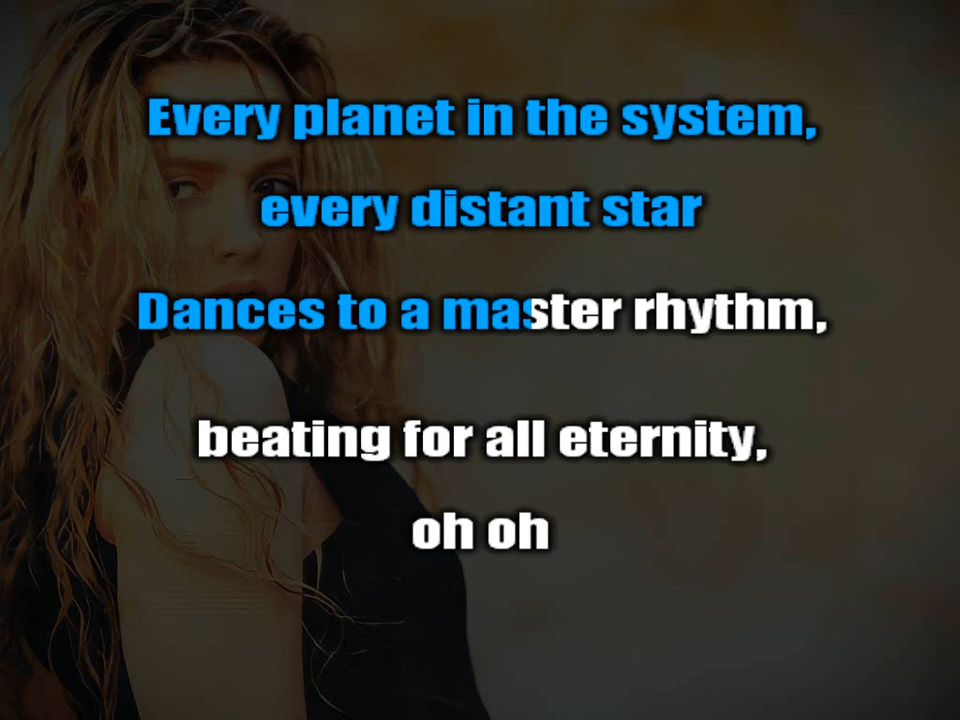 Every planet in the system,
every distant star
Dances to a master rhythm,
beating for all eternity,
oh oh